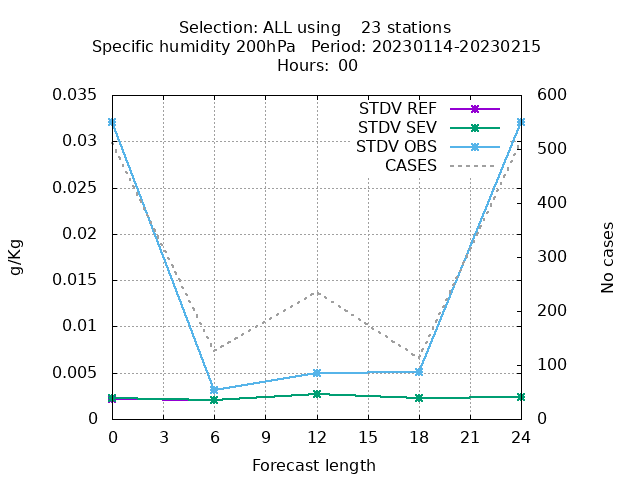 Selection: ALL using    23 stations
Specific humidity 200hPa   Period: 20230114-20230215
Hours: 00
STDV REF
STDV SEV
STDV OBS
CASES
0.035
0.03
0.025
0.02
0.015
0.01
0.005
0
600
500
400
300
200
100
0
g/Kg
No cases
0 3 6 9 12 15 18 21 24
Forecast length